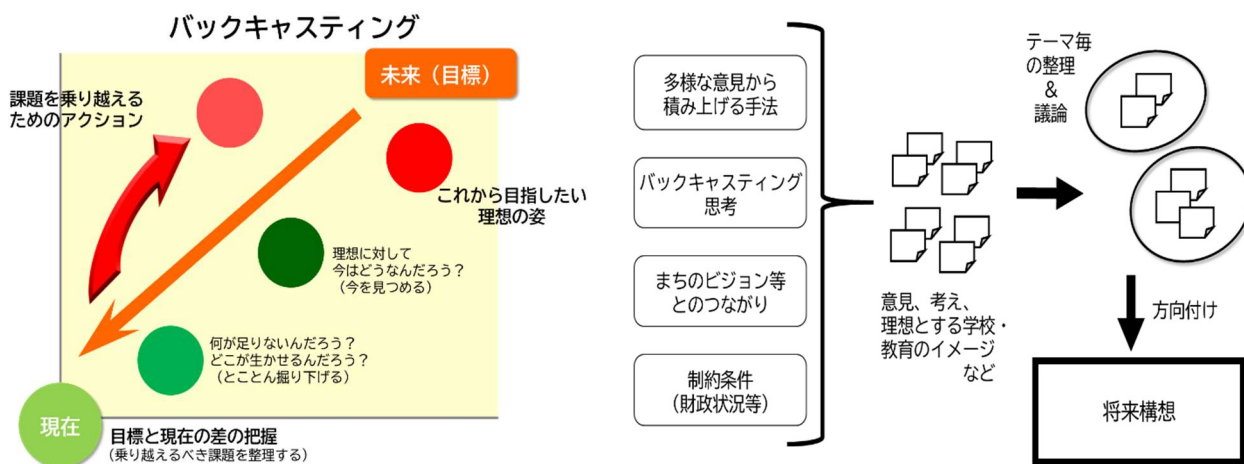 バックキャスティング
未来（目標）
課題を乗り越える
ためのアクション
これから目指したい
理想の姿
理想に対して
今はどうなんだろう？
（今を見つめる）
何が足りないんだろう？
どこが生かせるんだろう？
（とことん掘り下げる）
現在
目標と現在の差の把握
（乗り越えるべき課題を整理する）
多様な意見から
積み上げる手法
バックキャスティング
思考
まちのビジョン等
とのつながり
制約条件
（財政状況等）
意見、考え、
理想とする学校・
教育のイメージ
など
テーマ毎
の整理
&
議論
方向付け
将来構想